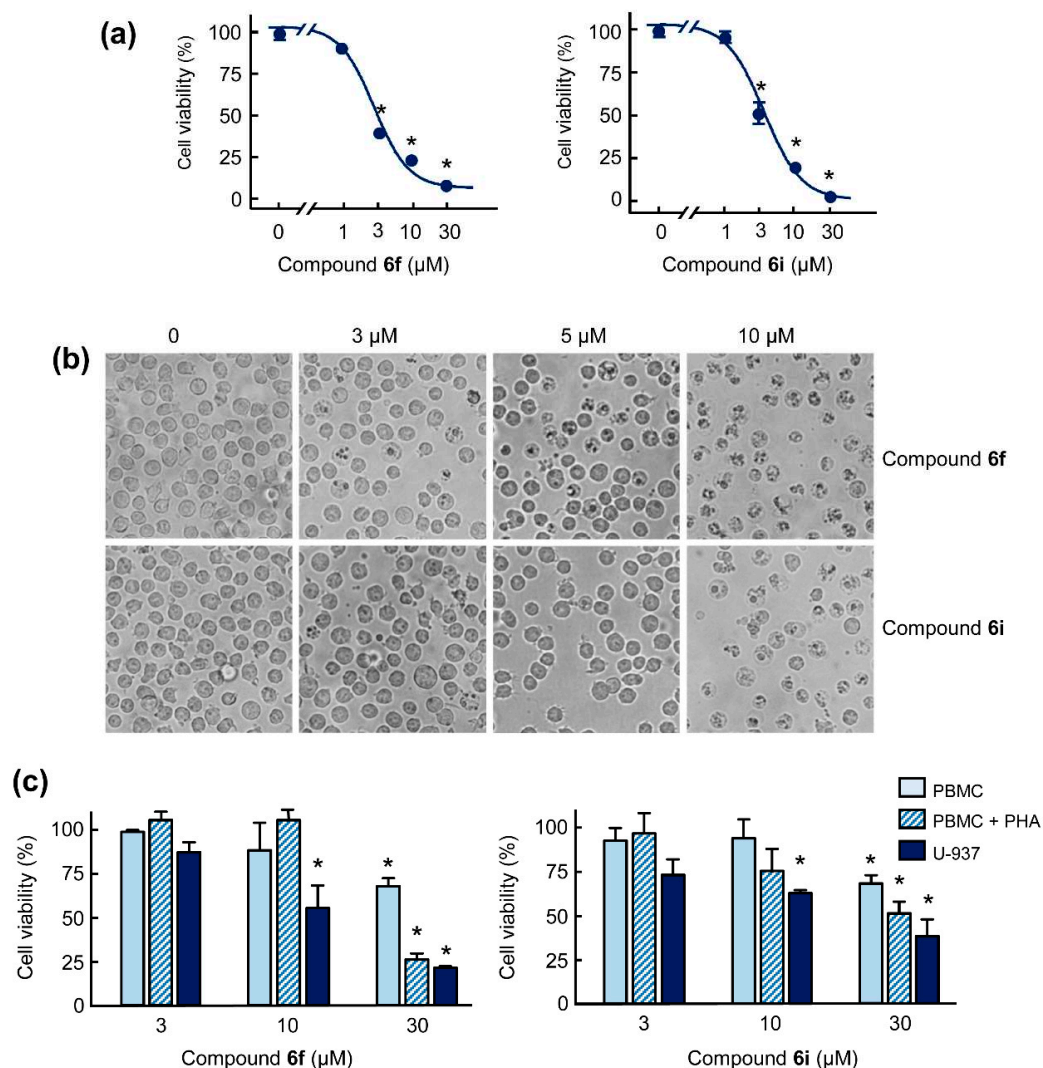 (a)
Cell viability (%)
100
75
50
25
0
*
*
*
0 1 3 10 30
Compound 6f (µM)
Cell viability (%)
100
75
50
25
0
*
*
*
0 1 3 10 30
Compound 6i (µM)
(b)
0 3 µM 5 µM 10 µM
Compound 6f
Compound 6i
(c)
Cell viability (%)
100
75
50
25
0
*
*
*
*
3 10 30
Compound 6f (µM)
Cell viability (%)
100
75
50
25
0
*
*
*
*
3 10 30
Compound 6i (µM)
PBMC
PBMC + PHA
U-937